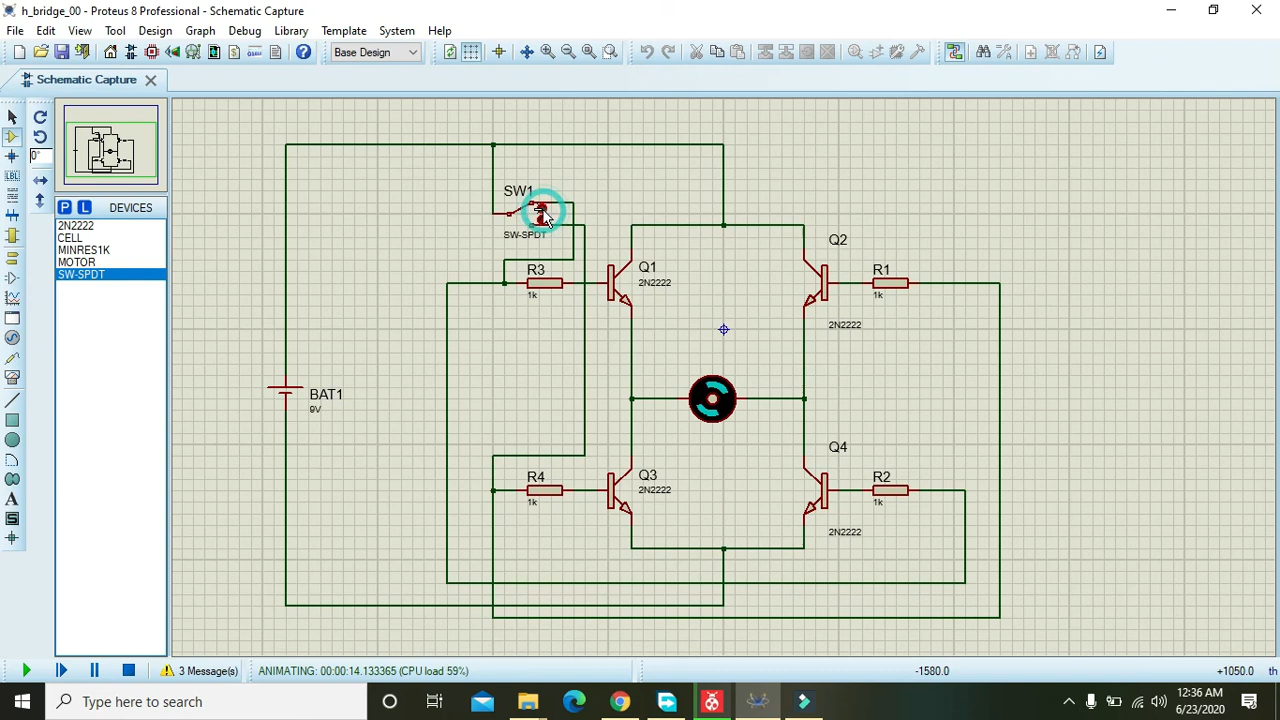 h_bridge_00 - Proteus 8 Professional - Schematic Capture
File Edit View Tool Design Graph Debug Library Template System Help
Base Design
Schematic Capture
0°
P L DEVICES
2N2222
CELL
MINRES1K
MOTOR
SW-SPDT
SW1
SW-SPDT
Q2
Q1
2N2222
R3
1k
R1
1k
2N2222
BAT1
9V
Q4
Q3
2N2222
R4
1k
R2
1k
2N2222
3 Message(s)
ANIMATING: 00:00:14.133365 (CPU load 59%)
-1580.0
+1050.0
Type here to search
12:36 AM
6/23/2020